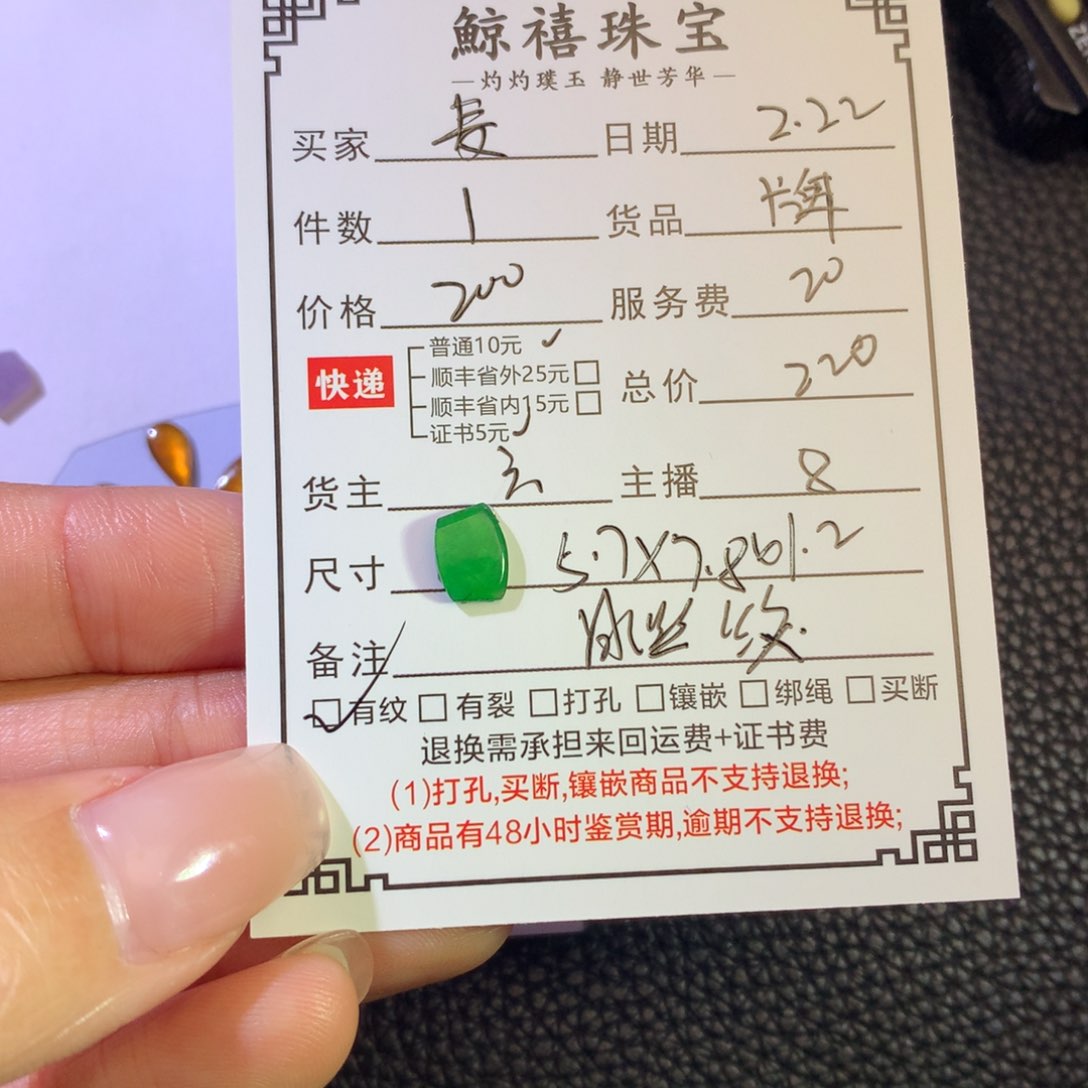 鲸禧珠宝
—灼灼璞玉 静世芳华—
买家 日期 2.22
件数 1 货品 牌
价格 200 服务费 20
快递 普通10元 ✓
顺丰省外25元□
顺丰省内15元□ 总价 220
证书5元
货主 主播 8
尺寸 5.7X7.8 1.2
备注 纹.
□有纹 □有裂 □打孔 □镶嵌 □绑绳 □买断
退换需承担来回运费+证书费
(1)打孔,买断,镶嵌商品不支持退换;
(2)商品有48小时鉴赏期,逾期不支持退换;